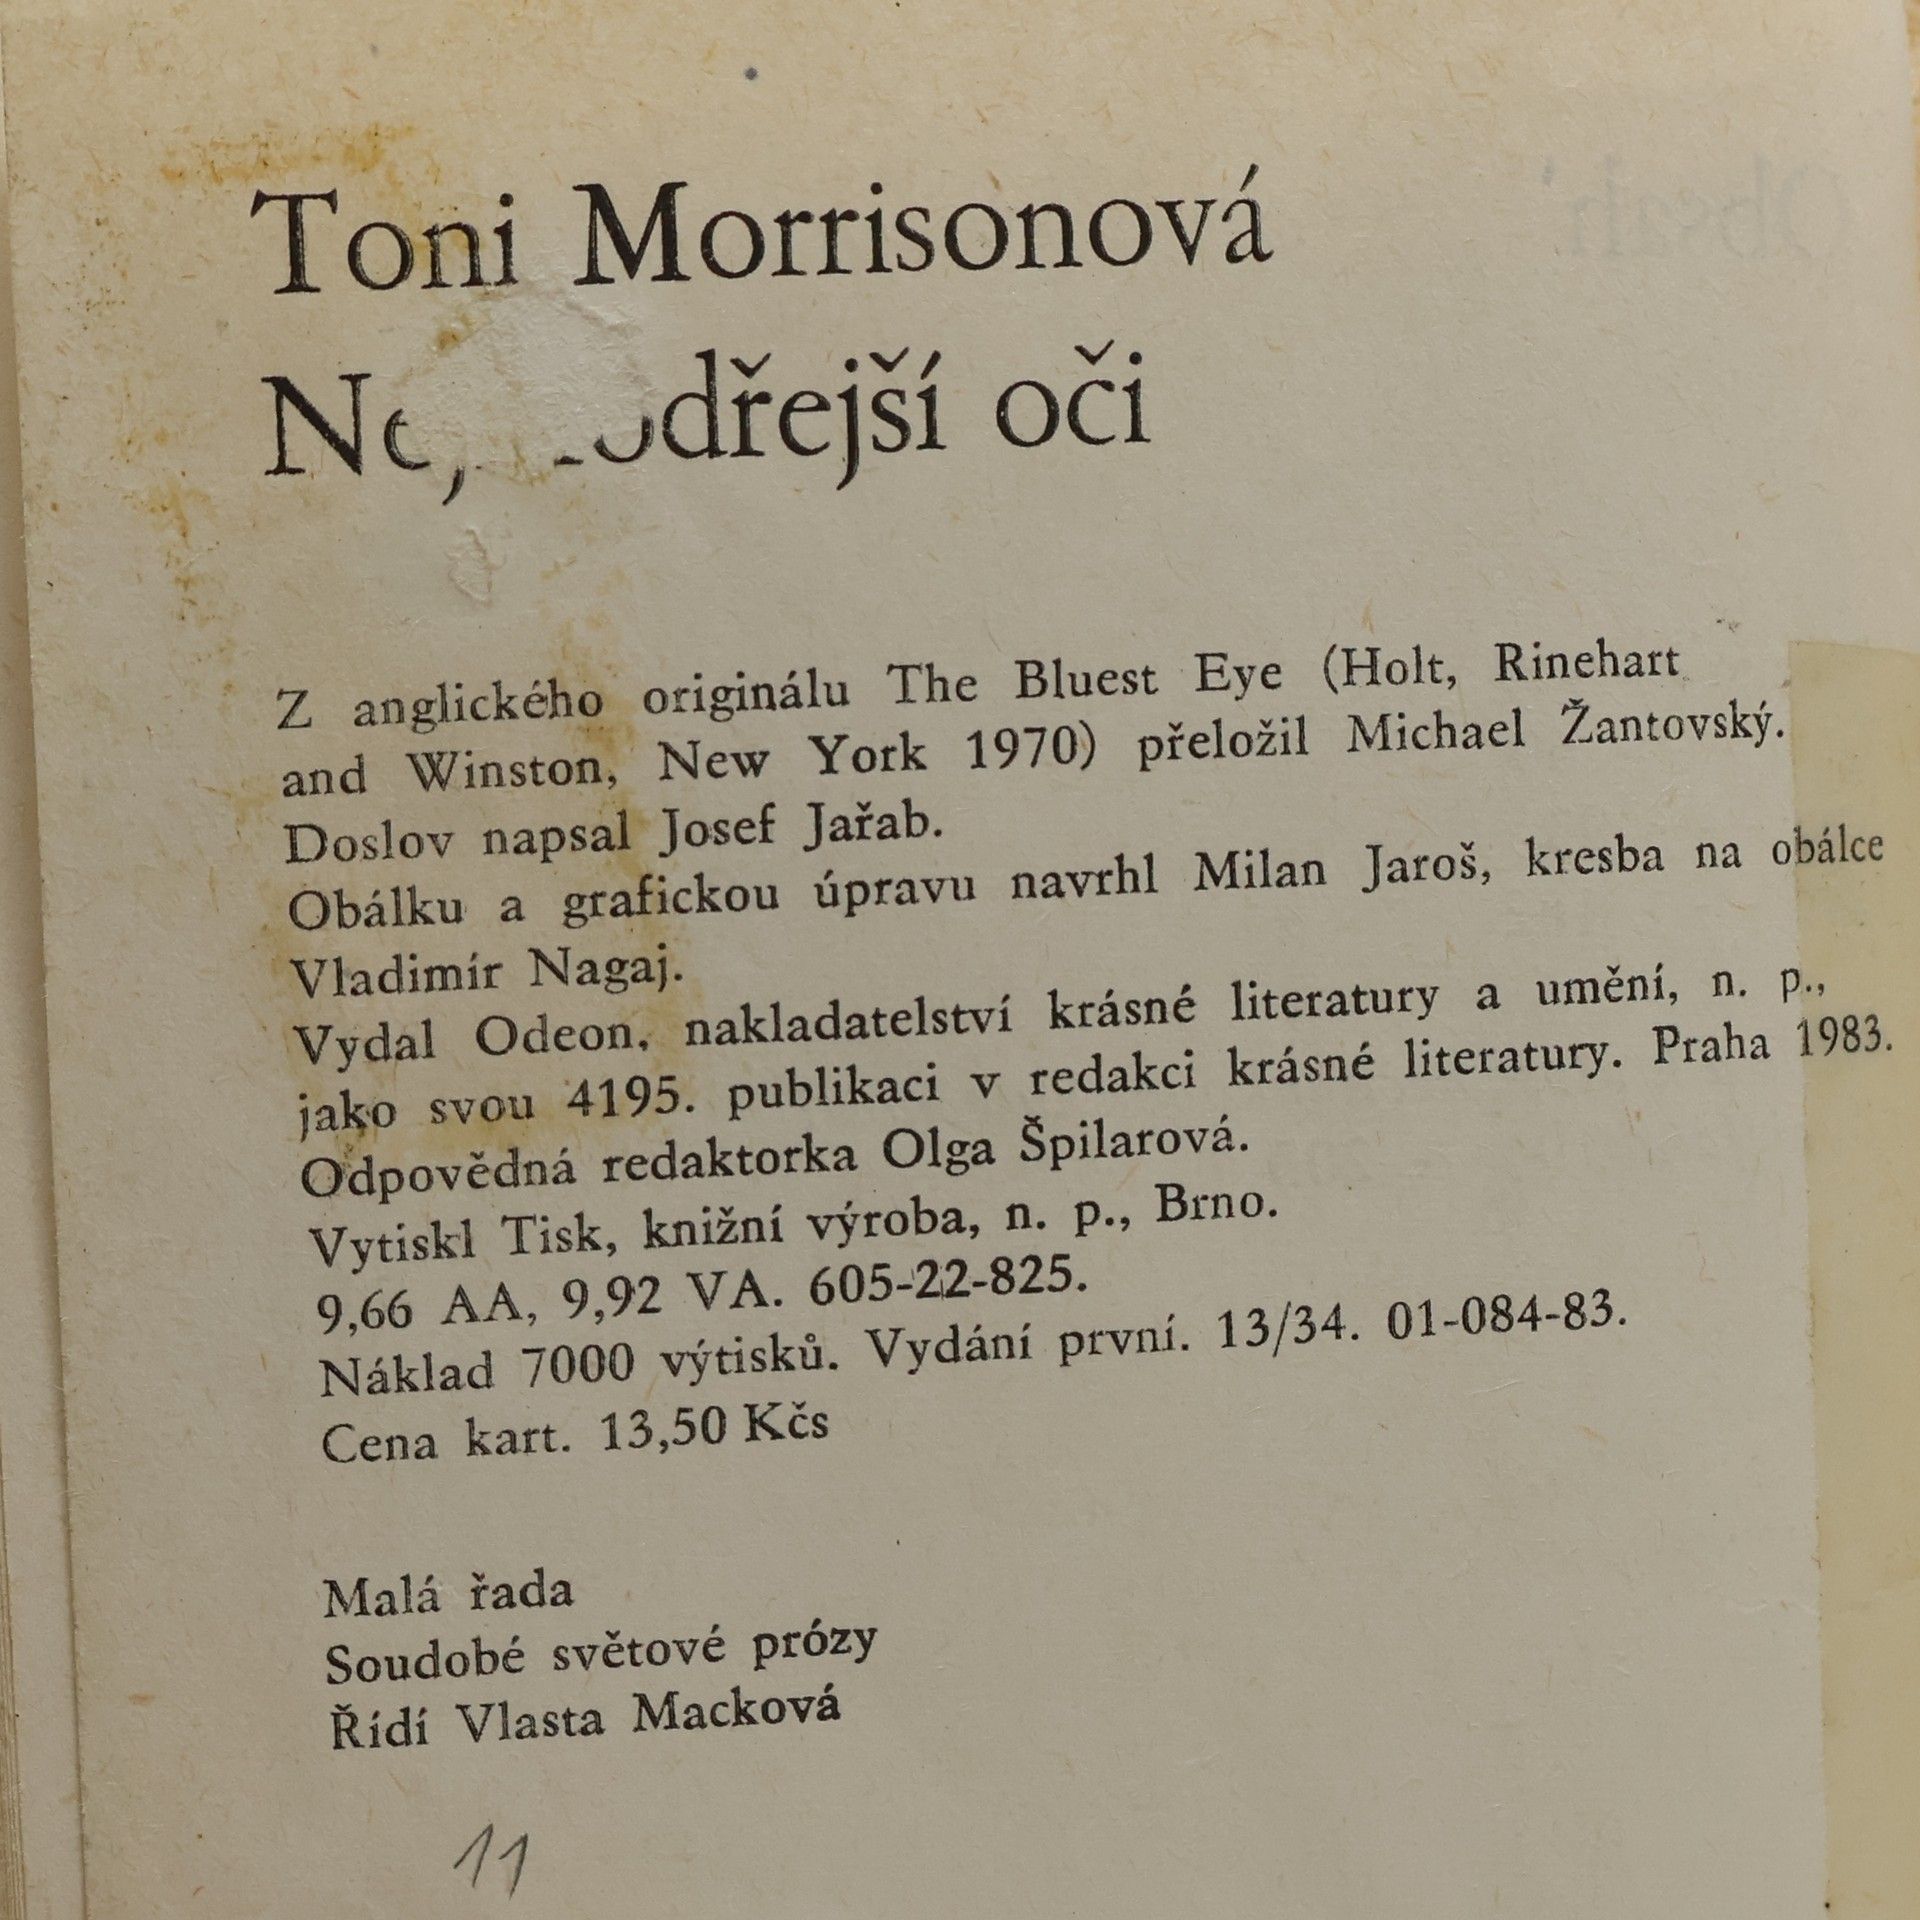 Toni Morrisonová
oči
Z anglického originálu The Bluest Eye (Holt, Rinehart
and Winston, New York 1970) přeložil Michael Žantovský.
Doslov napsal Josef Jařab.
Obálku a grafickou úpravu navrhl Milan Jaroš, kresba na obálce
Vladimír Nagaj.
Vydal Odeon, nakladatelství krásné literatury a umění, n. p.,
jako svou 4195. publikaci v redakci krásné literatury. Praha 1983.
Odpovědná redaktorka Olga Špilarová.
Vytiskl Tisk, knižní výroba, n. p., Brno.
9,66 AA, 9,92 VA. 605-22-825.
Náklad 7000 výtisků. Vydání první. 13/34. 01-084-83.
Cena kart. 13,50 Kčs
Malá řada
Soudobé světové prózy
Řídí Vlasta Macková
11